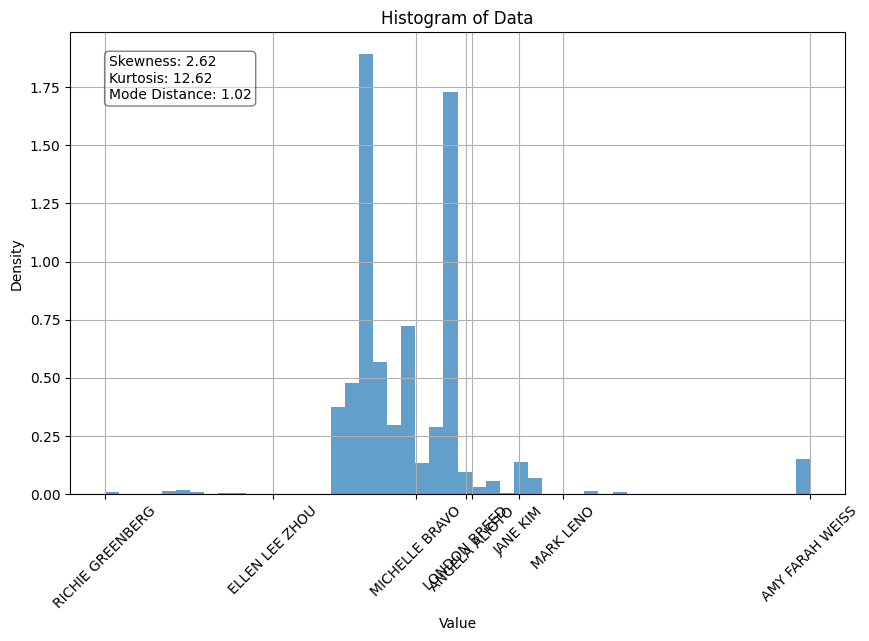 Histogram of Data
Skewness: 2.62
Kurtosis: 12.62
Mode Distance: 1.02
1.75
1.50
1.25
1.00
0.75
0.50
0.25
0.00
Density
RICHIE GREENBERG
ELLEN LEE ZHOU
MICHELLE BRAVO
LONDON BREED
ANGELA ALIOTO
JANE KIM
MARK LENO
AMY FARAH WEISS
Value